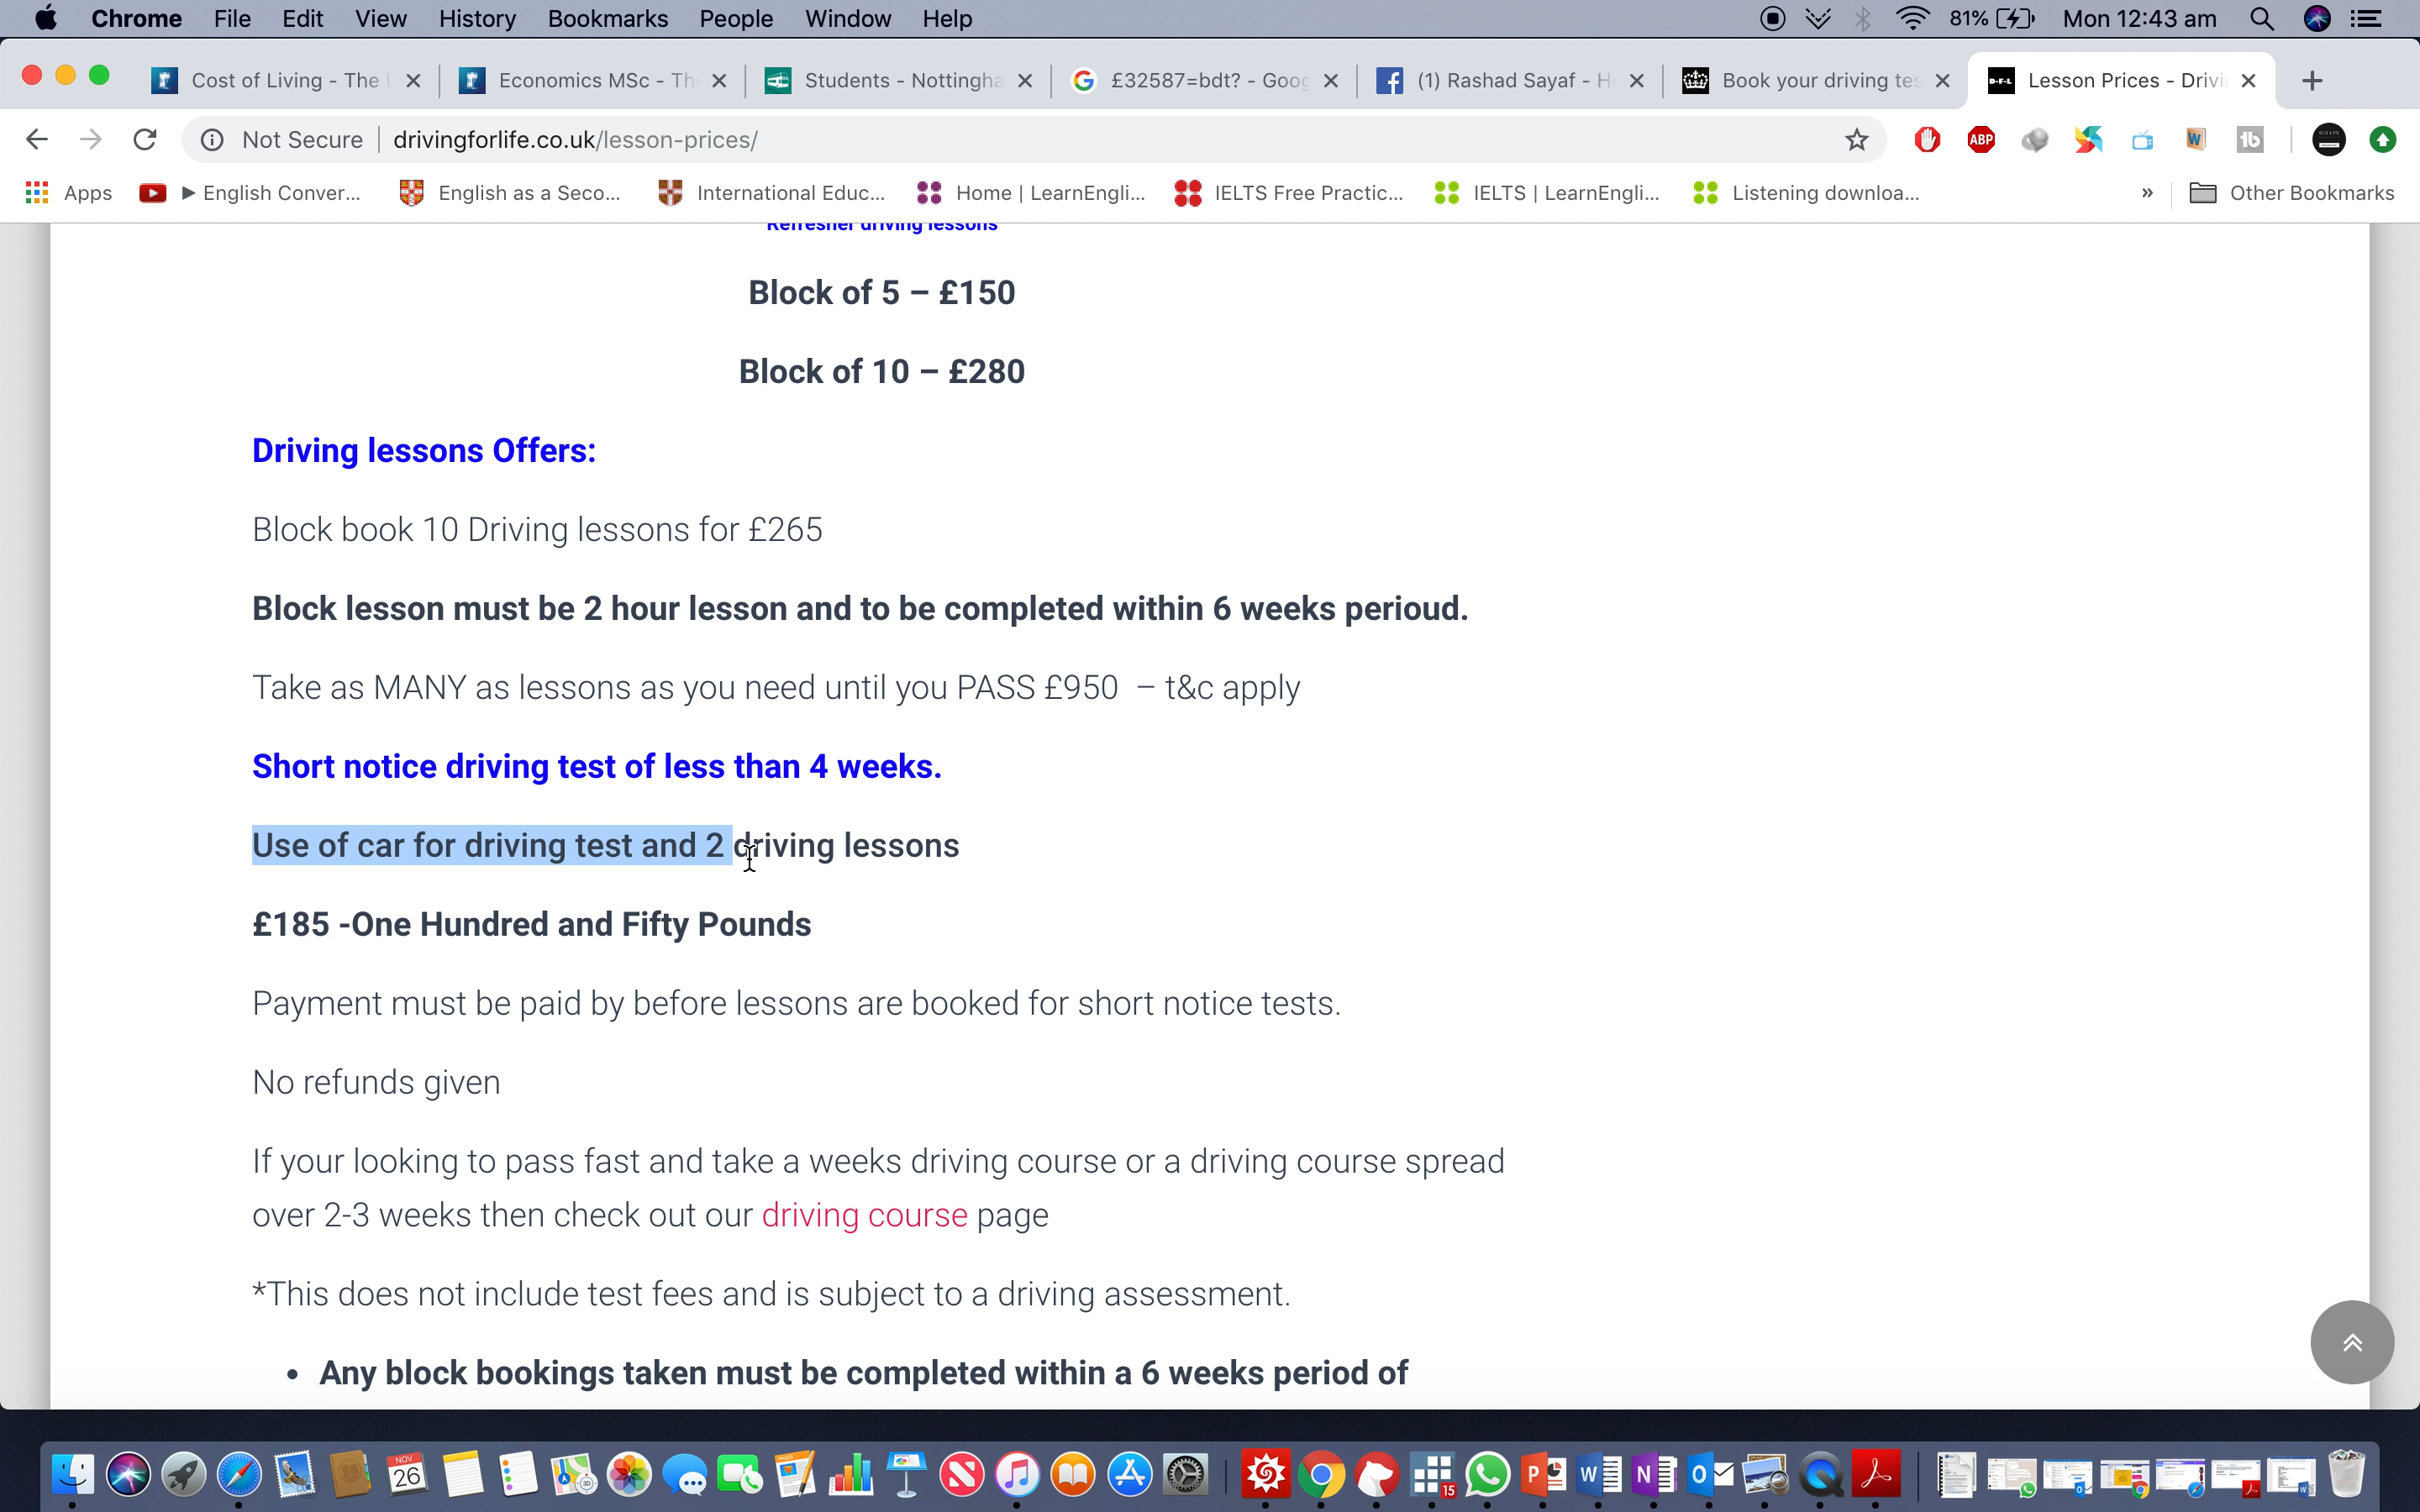 Chrome File Edit View History Bookmarks People Window Help 81% Mon 12:43 am
Cost of Living - The Economics MSc - Th Students - Nottingha £32587=bdt? - Goog (1) Rashad Sayaf - H Book your driving tes Lesson Prices - Drivi
Not Secure drivingforlife.co.uk/lesson-prices/ ABP W tb
Apps ▶ English Conver... English as a Seco... International Educ... Home | LearnEngli... IELTS Free Practic... IELTS | LearnEngli... Listening downloa... » Other Bookmarks
Refresher driving lessons
Block of 5 – £150
Block of 10 – £280
Driving lessons Offers:
Block book 10 Driving lessons for £265
Block lesson must be 2 hour lesson and to be completed within 6 weeks perioud.
Take as MANY as lessons as you need until you PASS £950 – t&c apply
Short notice driving test of less than 4 weeks.
Use of car for driving test and 2 driving lessons
£185 -One Hundred and Fifty Pounds
Payment must be paid by before lessons are booked for short notice tests.
No refunds given
If your looking to pass fast and take a weeks driving course or a driving course spread
over 2-3 weeks then check out our driving course page
*This does not include test fees and is subject to a driving assessment.
• Any block bookings taken must be completed within a 6 weeks period of
NOV 26 15 P W N O